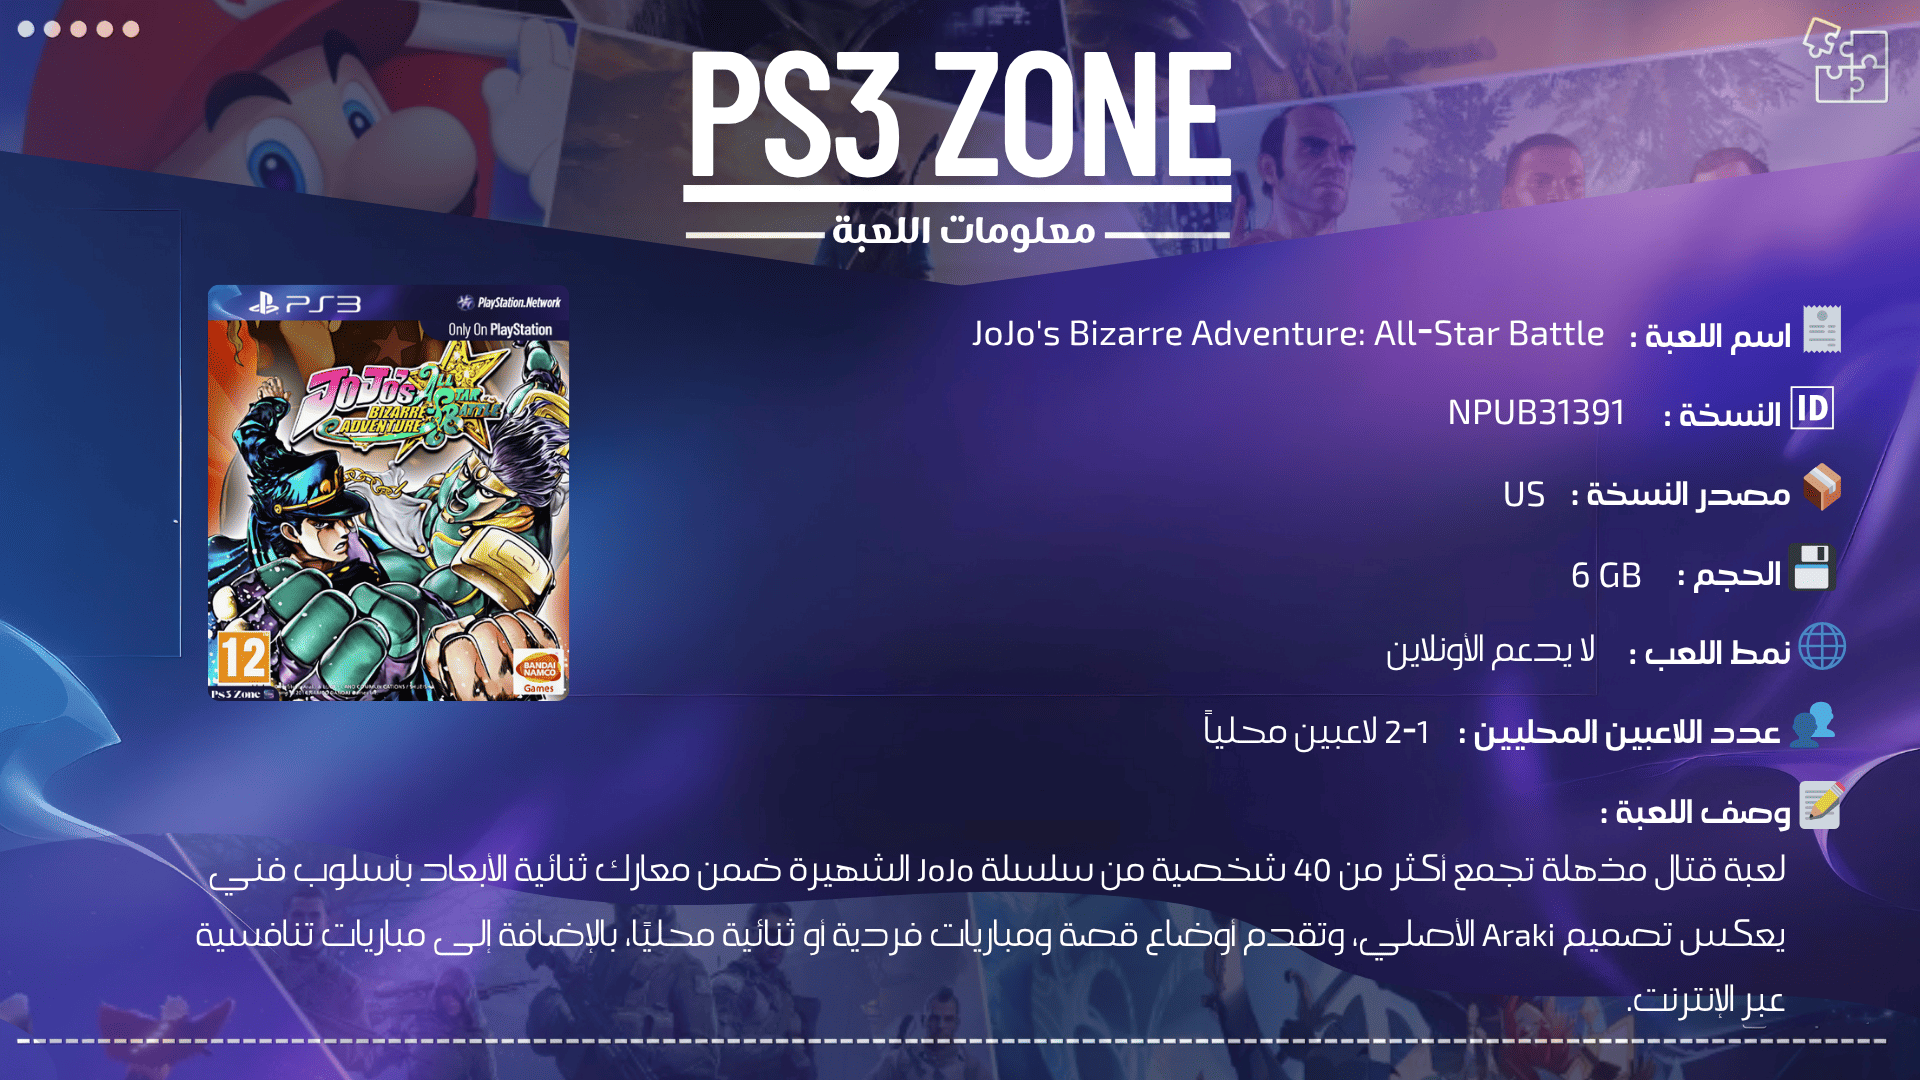 PS3 ZONE
معلومات اللعبة
PS3
PlayStation.Network
Only On PlayStation
JoJo's
BIZARRE
ADVENTURE
ALL
STAR
BATTLE
12
BANDAI
NAMCO
Games
Ps3 Zone
اسم اللعبة : JoJo's Bizarre Adventure: All-Star Battle
ID النسخة : NPUB31391
مصدر النسخة : US
الحجم : 6 GB
نمط اللعب : لا يدعم الأونلاين
عدد اللاعبين المحليين : 1-2 لاعبين محلياً
وصف اللعبة :
لعبة قتال مذهلة تجمع أكثر من 40 شخصية من سلسلة JoJo الشهيرة ضمن معارك ثنائية الأبعاد بأسلوب فني
يعكس تصميم Araki الأصلي، وتقدم أوضاع قصة ومباريات فردية أو ثنائية محليًا، بالإضافة إلى مباريات تنافسية
عبر الإنترنت.